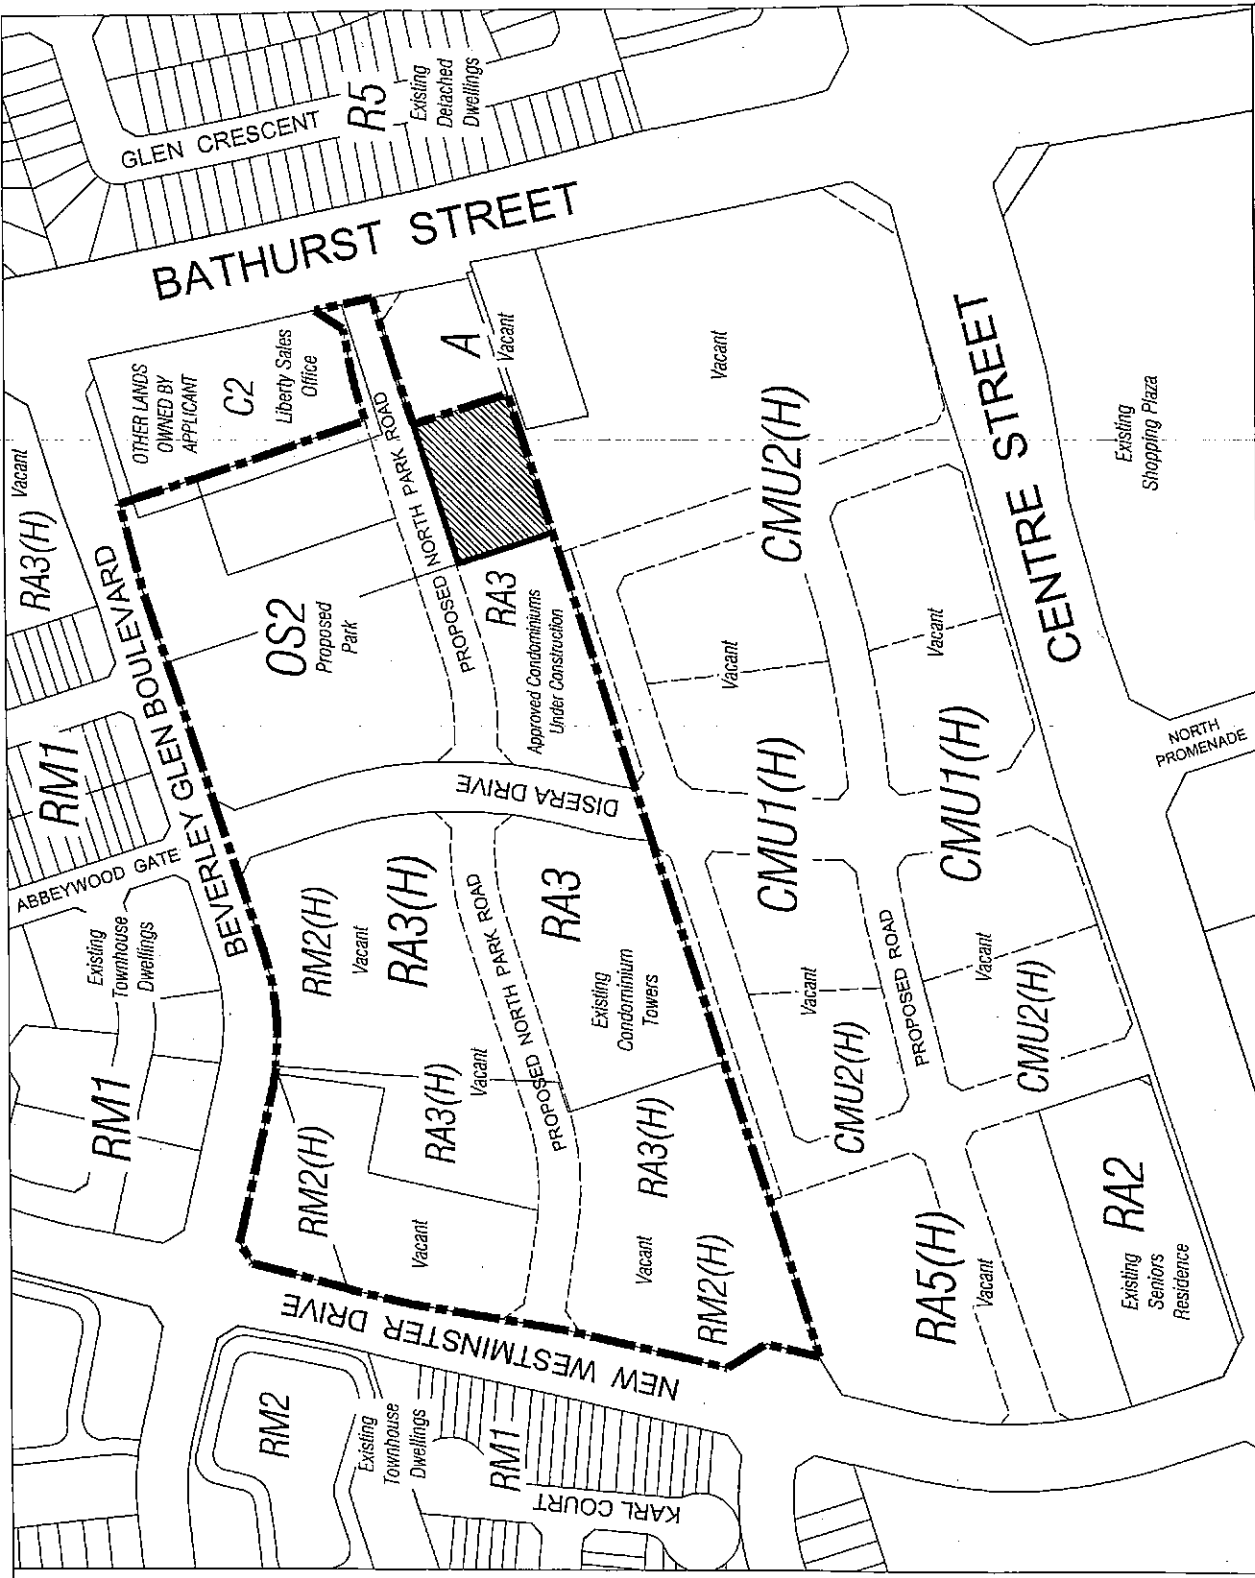 GLEN CRESCENT
R5
Existing
Detached
Dwellings
BATHURST STREET
OTHER LANDS
OWNED BY
APPLICANT
C2
Liberty Sales
Office
A
Vacant
Vacant
CMU2(H)
CENTRE STREET
Existing
Shopping Plaza
Vacant
RA3(H)
RM1
ABBEYWOOD GATE
BEVERLEY GLEN BOULEVARD
OS2
Proposed
Park
PROPOSED NORTH PARK ROAD
RA3
Approved Condominiums
Under Construction
DISERA DRIVE
Vacant
Vacant
CMU1(H)
CMU1(H)
NORTH
PROMENADE
Existing
Townhouse
Dwellings
RM1
RM2(H)
Vacant
RA3(H)
PROPOSED NORTH PARK ROAD
RA3
Existing
Condominium
Towers
Vacant
CMU2(H)
PROPOSED ROAD
Vacant
CMU2(H)
RM2(H)
RA3(H)
Vacant
Vacant
RA3(H)
Vacant
RM2(H)
RA5(H)
Vacant
RA2
Existing
Seniors
Residence
NEW WESTMINSTER DRIVE
RM2
Existing
Townhouse
Dwellings
RM1
KARL COURT